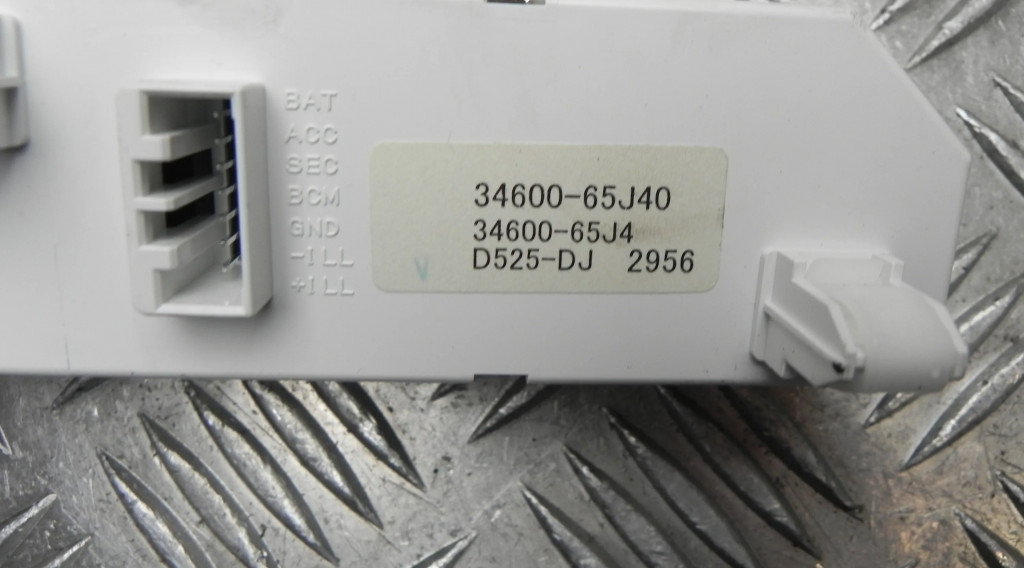 BAT
ACC
SEC
BCM
GND
-ILL
+ILL
34600-65J40
34600-65J4
D525-DJ 2956
V